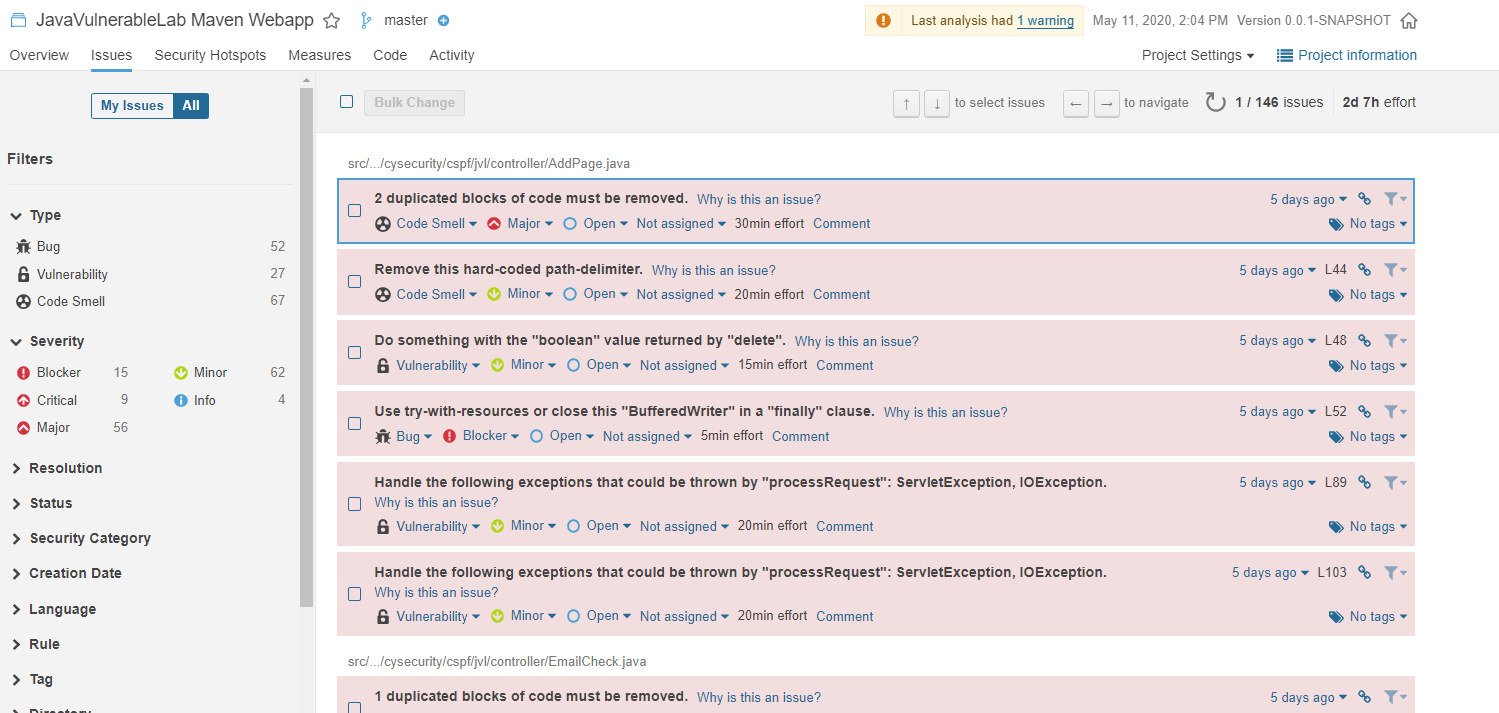 JavaVulnerableLab Maven Webapp master Last analysis had 1 warning May 11, 2020, 2:04 PM Version 0.0.1-SNAPSHOT
Overview Issues Security Hotspots Measures Code Activity Project Settings Project information
My Issues All
Bulk Change ↑ ↓ to select issues ← → to navigate 1 / 146 issues 2d 7h effort
Filters
Type
Bug 52
Vulnerability 27
Code Smell 67
Severity
Blocker 15 Minor 62
Critical 9 Info 4
Major 56
Resolution
Status
Security Category
Creation Date
Language
Rule
Tag
Directory
src/.../cysecurity/cspf/jvl/controller/AddPage.java
2 duplicated blocks of code must be removed. Why is this an issue? 5 days ago
Code Smell Major Open Not assigned 30min effort Comment No tags
Remove this hard-coded path-delimiter. Why is this an issue? 5 days ago L44
Code Smell Minor Open Not assigned 20min effort Comment No tags
Do something with the "boolean" value returned by "delete". Why is this an issue? 5 days ago L48
Vulnerability Minor Open Not assigned 15min effort Comment No tags
Use try-with-resources or close this "BufferedWriter" in a "finally" clause. Why is this an issue? 5 days ago L52
Bug Blocker Open Not assigned 5min effort Comment No tags
Handle the following exceptions that could be thrown by "processRequest": ServletException, IOException. 5 days ago L89
Why is this an issue?
Vulnerability Minor Open Not assigned 20min effort Comment No tags
Handle the following exceptions that could be thrown by "processRequest": ServletException, IOException. 5 days ago L103
Why is this an issue?
Vulnerability Minor Open Not assigned 20min effort Comment No tags
src/.../cysecurity/cspf/jvl/controller/EmailCheck.java
1 duplicated blocks of code must be removed. Why is this an issue? 5 days ago